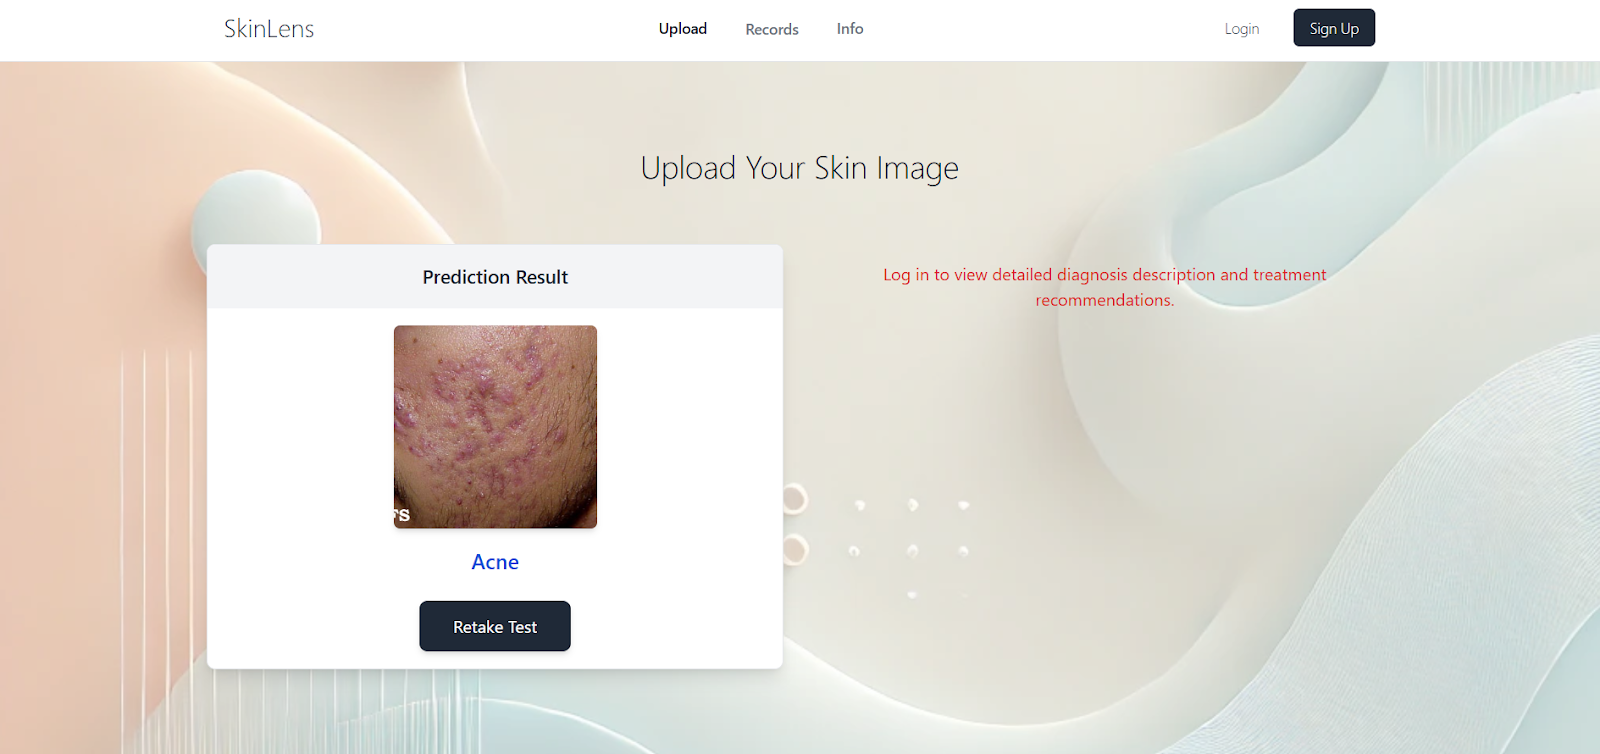 SkinLens
Upload
Records
Info
Login
Sign Up
Upload Your Skin Image
Prediction Result
Log in to view detailed diagnosis description and treatment
recommendations.
Acne
Retake Test